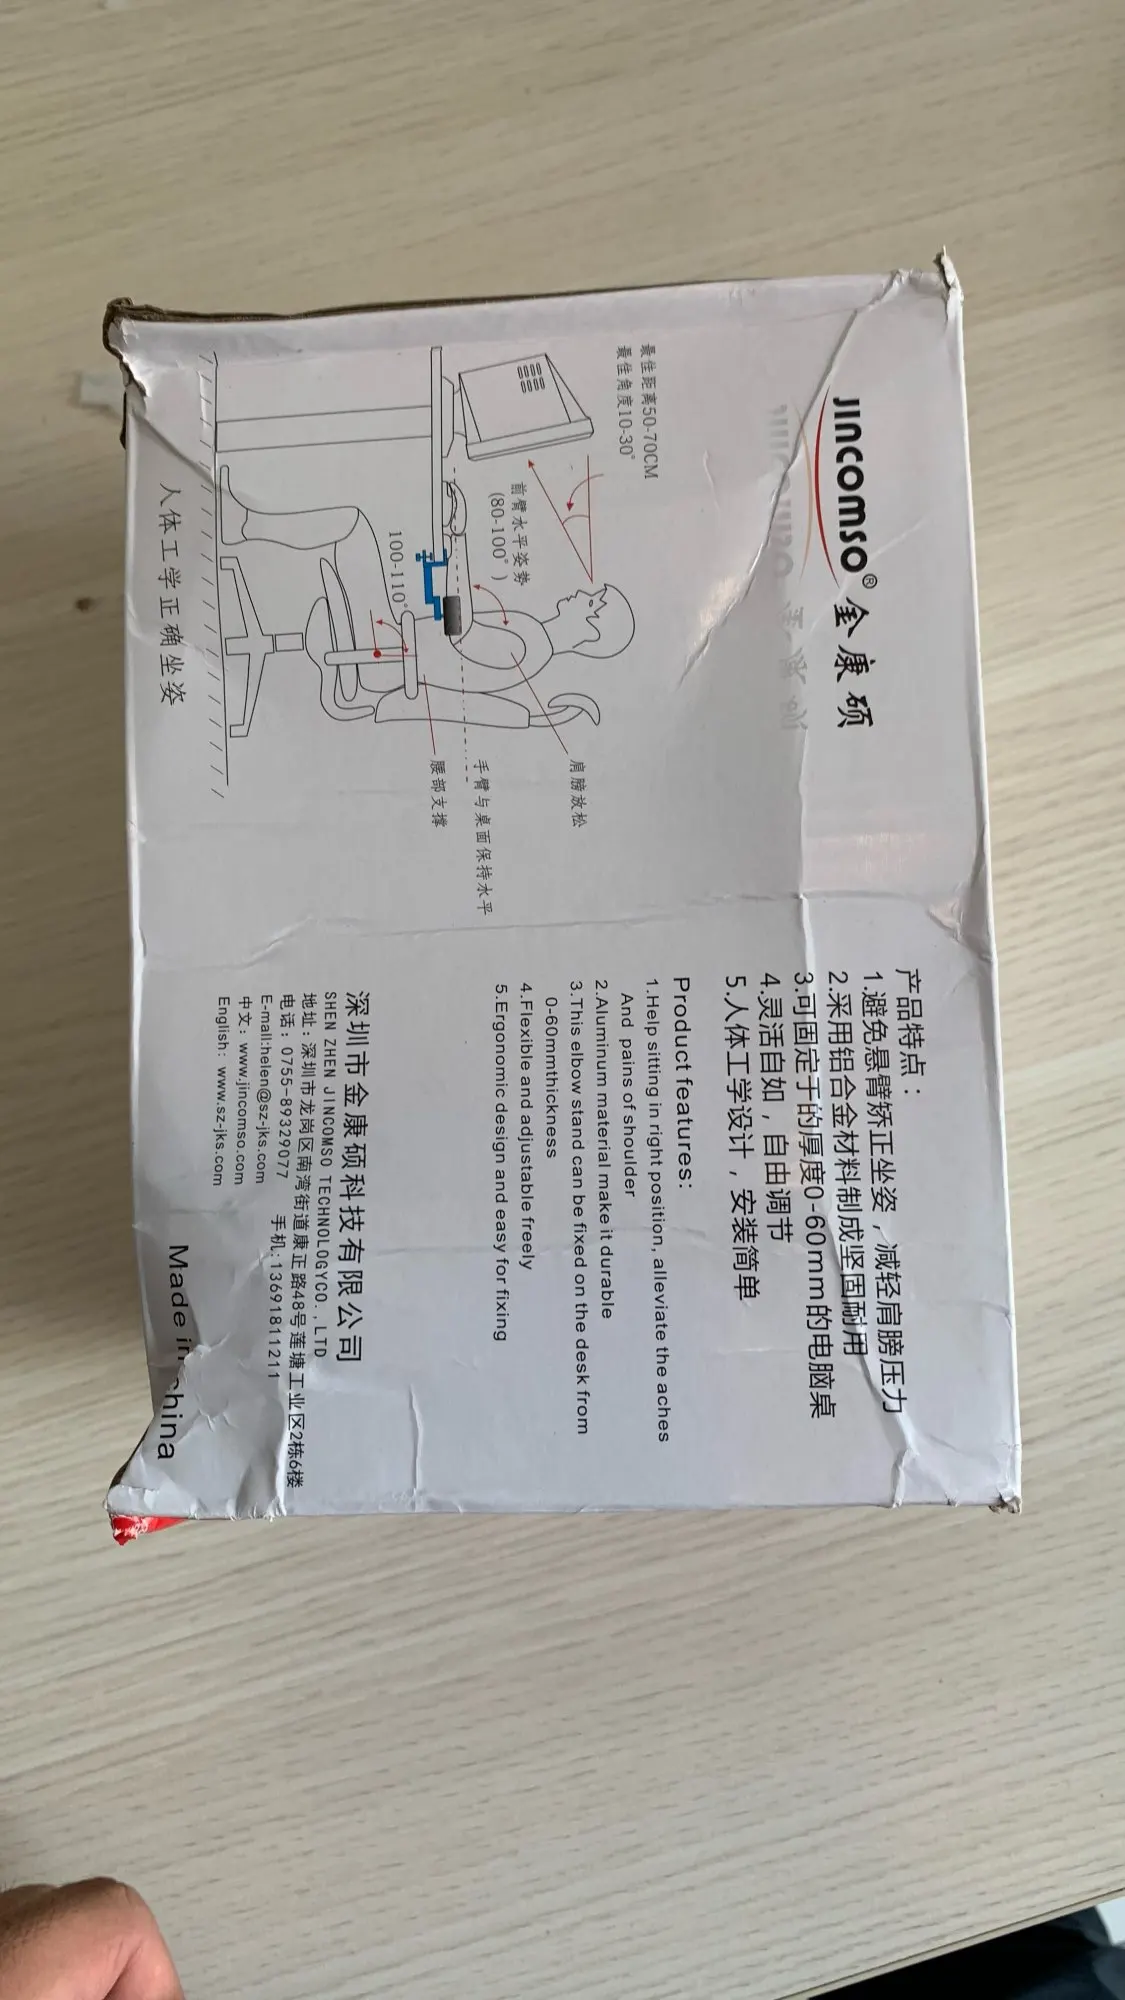 JINCOMSO® 金康硕
最佳距离50-70CM
最佳角度10-30°
前臂水平姿势
(80-100°)
100-110°
肩膀放松
手臂与桌面保持水平
腰部支撑
人体工学正确坐姿
产品特点：
1.避免悬臂矫正坐姿，减轻肩膀压力
2.采用铝合金材料制成坚固耐用
3.可固定于的厚度0-60mm的电脑桌
4.灵活自如，自由调节
5.人体工学设计，安装简单
Product features:
1.Help sitting in right position, alleviate the aches
And pains of shoulder
2.Aluminum material make it durable
3.This elbow stand can be fixed on the desk from
0-60mmthickness
4.Flexible and adjustable freely
5.Ergonomic design and easy for fixing
深圳市金康硕科技有限公司
SHEN ZHEN JINCOMSO TECHNOLOGYCO.,LTD
地址：深圳市龙岗区南湾街道康正路48号莲塘工业区2栋6楼
电话：0755-89329077 手机:13691811211
E-mall:helen@sz-jks.com
中文：www.jincomso.com
English：www.sz-jks.com
Made in china